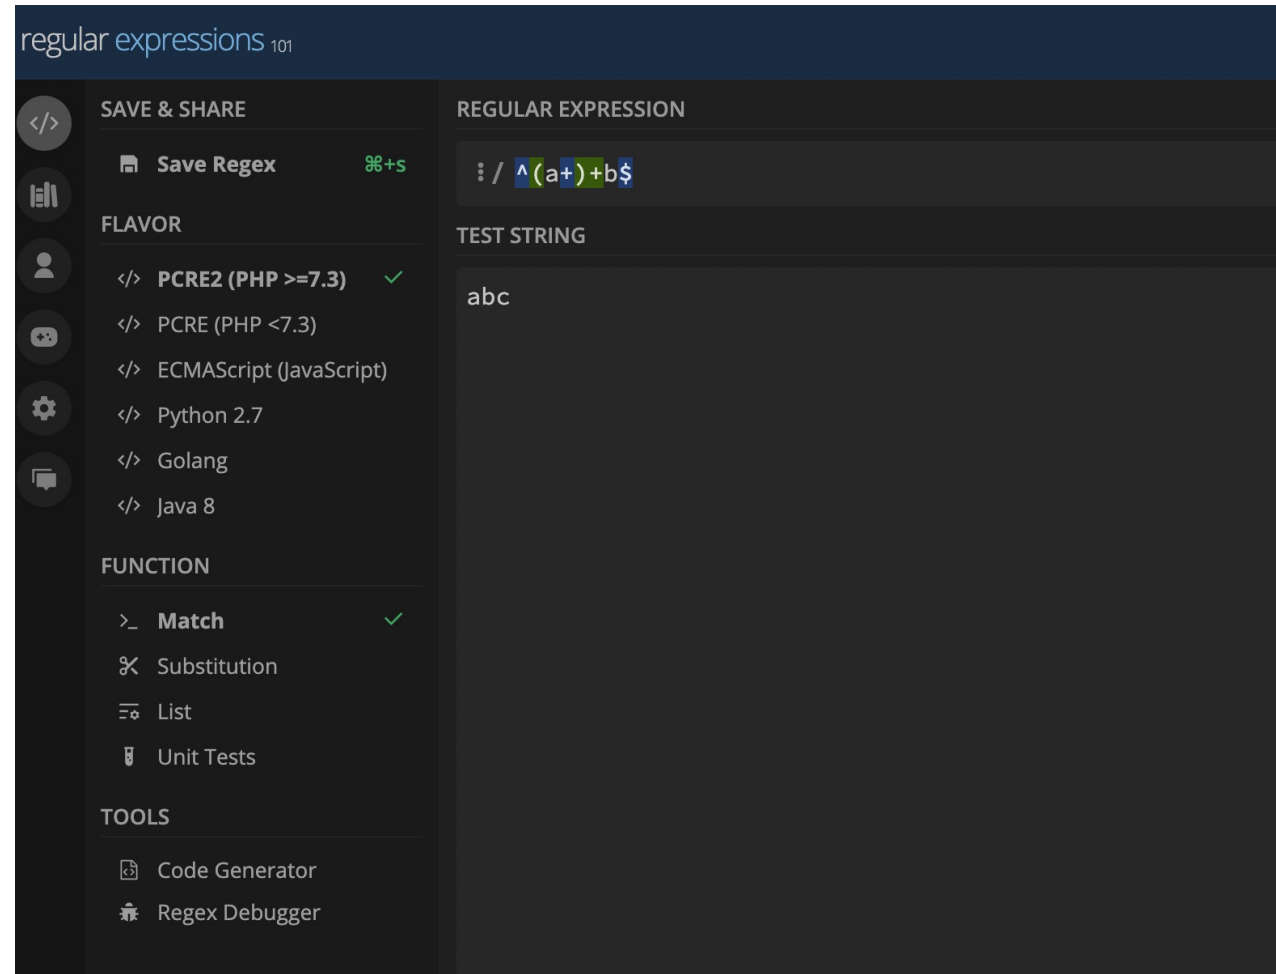 regular expressions 101
SAVE & SHARE
Save Regex ⌘+s
FLAVOR
</> PCRE2 (PHP >=7.3)
</> PCRE (PHP <7.3)
</> ECMAScript (JavaScript)
</> Python 2.7
</> Golang
</> Java 8
FUNCTION
>_ Match
Substitution
List
Unit Tests
TOOLS
Code Generator
Regex Debugger
REGULAR EXPRESSION
/ ^(a+)+b$
TEST STRING
abc